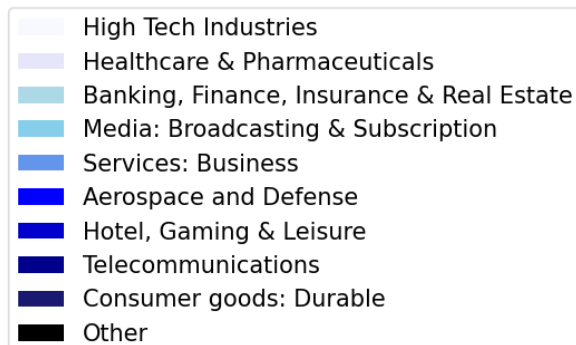 High Tech Industries
Healthcare & Pharmaceuticals
Banking, Finance, Insurance & Real Estate
Media: Broadcasting & Subscription
Services: Business
Aerospace and Defense
Hotel, Gaming & Leisure
Telecommunications
Consumer goods: Durable
Other